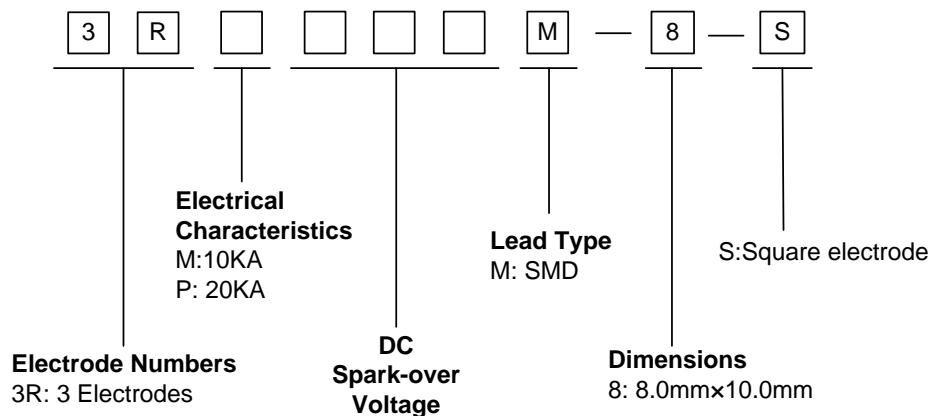 3 R M — 8 — S
Electrical
Characteristics
M:10KA
P: 20KA
Lead Type
M: SMD
S:Square electrode
Electrode Numbers
3R: 3 Electrodes
DC
Spark-over
Voltage
Dimensions
8: 8.0mm×10.0mm